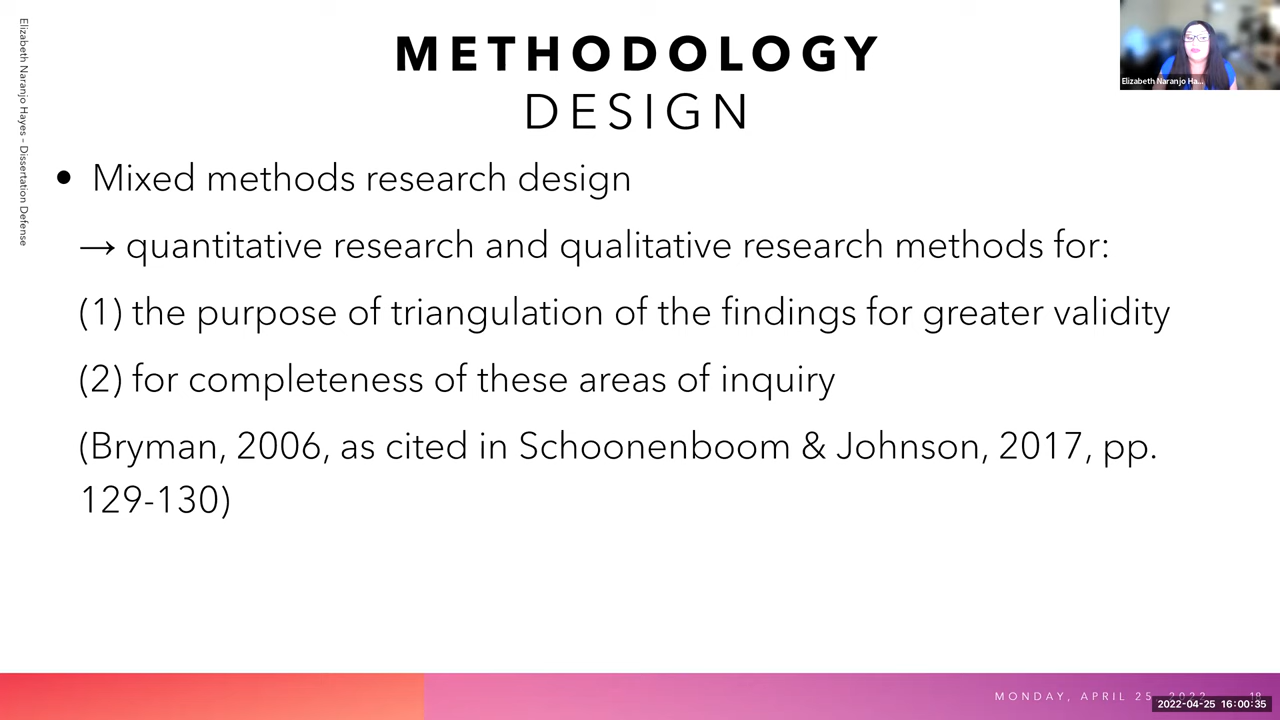 Elizabeth Naranjo Hayes – Dissertation Defense
METHODOLOGY
DESIGN
Elizabeth Naranjo Ha...
• Mixed methods research design
→ quantitative research and qualitative research methods for:
(1) the purpose of triangulation of the findings for greater validity
(2) for completeness of these areas of inquiry
(Bryman, 2006, as cited in Schoonenboom & Johnson, 2017, pp.
129-130)
MONDAY, APRIL 25, 2022
2022-04-25 16:00:35